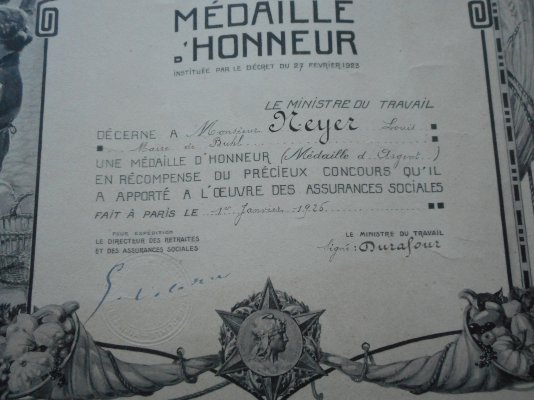 MÉDAILLE
D'HONNEUR
INSTITUÉE PAR LE DÉCRET DU 27 FEVRIER 1923
LE MINISTRE DU TRAVAIL
DÉCERNE A Monsieur Neyer Louis
Maire de Buhl
UNE MÉDAILLE D'HONNEUR (Médaille d'Argent)
EN RÉCOMPENSE DU PRÉCIEUX CONCOURS QU'IL
A APPORTÉ A L'ŒUVRE DES ASSURANCES SOCIALES
FAIT À PARIS LE 1er Janvier 1926
POUR EXPÉDITION
LE DIRECTEUR DES RETRAITES
ET DES ASSURANCES SOCIALES
LE MINISTRE DU TRAVAIL
Signé: Durafour